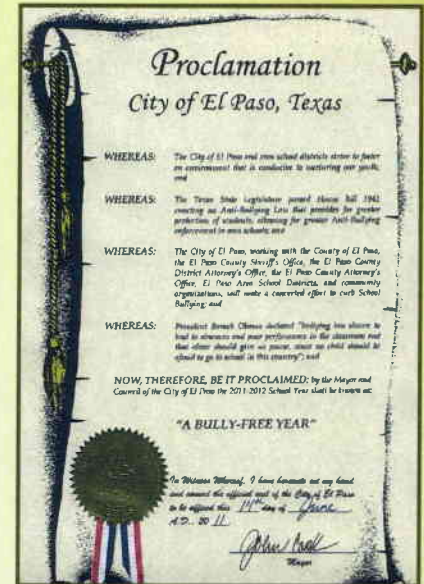 Proclamation
City of El Paso, Texas
WHEREAS: The City of El Paso and area school districts strive to foster
an environment that is conducive to nurturing our youth;
and
WHEREAS: The Texas State Legislature passed House bill 1942
creating an Anti-Bullying Law that provides for greater
protection of students, allowing for greater Anti-Bullying
enforcement in area schools; and
WHEREAS: The City of El Paso, working with the County of El Paso,
the El Paso County Sheriff's Office, the El Paso County
District Attorney's Office, the El Paso County Attorney's
Office, El Paso Area School Districts, and community
organizations, will make a concerted effort to curb School
Bullying; and
WHEREAS: President Barack Obama declared "bullying has shown to
lead to absences and poor performances in the classroom and
that alone should give us pause, since no child should be
afraid to go to school in this country"; and
NOW, THEREFORE, BE IT PROCLAIMED: by the Mayor and
Council of the City of El Paso the 2011-2012 School Year shall be known as:
"A BULLY-FREE YEAR"
In Witness Whereof, I have hereunto set my hand
and caused the official seal of the City of El Paso
to be affixed this 14th day of June
A.D., 20 11
John Cook
Mayor